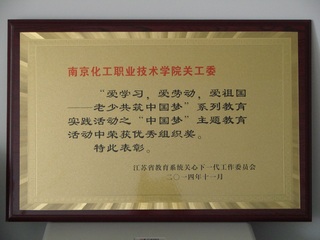 南京化工职业技术学院关工委
“爱学习，爱劳动，爱祖国
——老少共筑中国梦”系列教育
实践活动之“中国梦”主题教育
活动中荣获优秀组织奖。
特此表彰。
江苏省教育系统关心下一代工作委员会
二〇一四年十一月